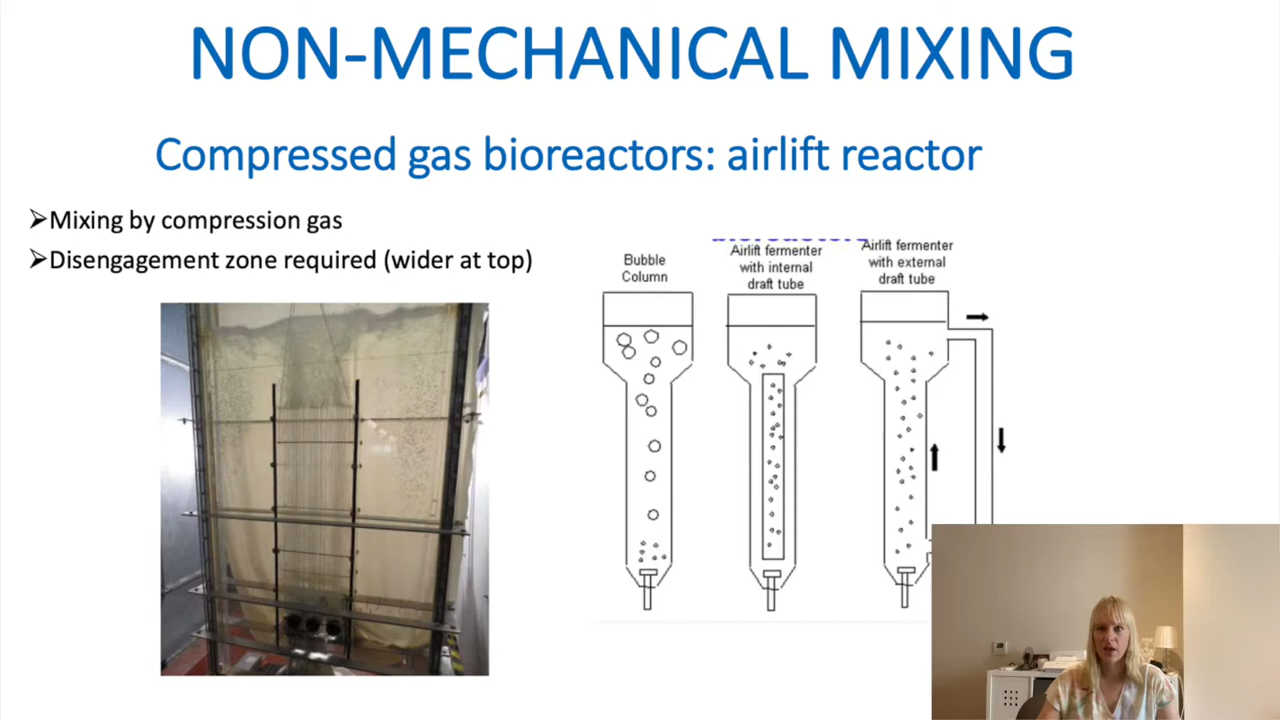 NON-MECHANICAL MIXING
Compressed gas bioreactors: airlift reactor
➢Mixing by compression gas
➢Disengagement zone required (wider at top)
bioreactors
Bubble
Column
Airlift fermenter
with internal
draft tube
Airlift fermenter
with external
draft tube